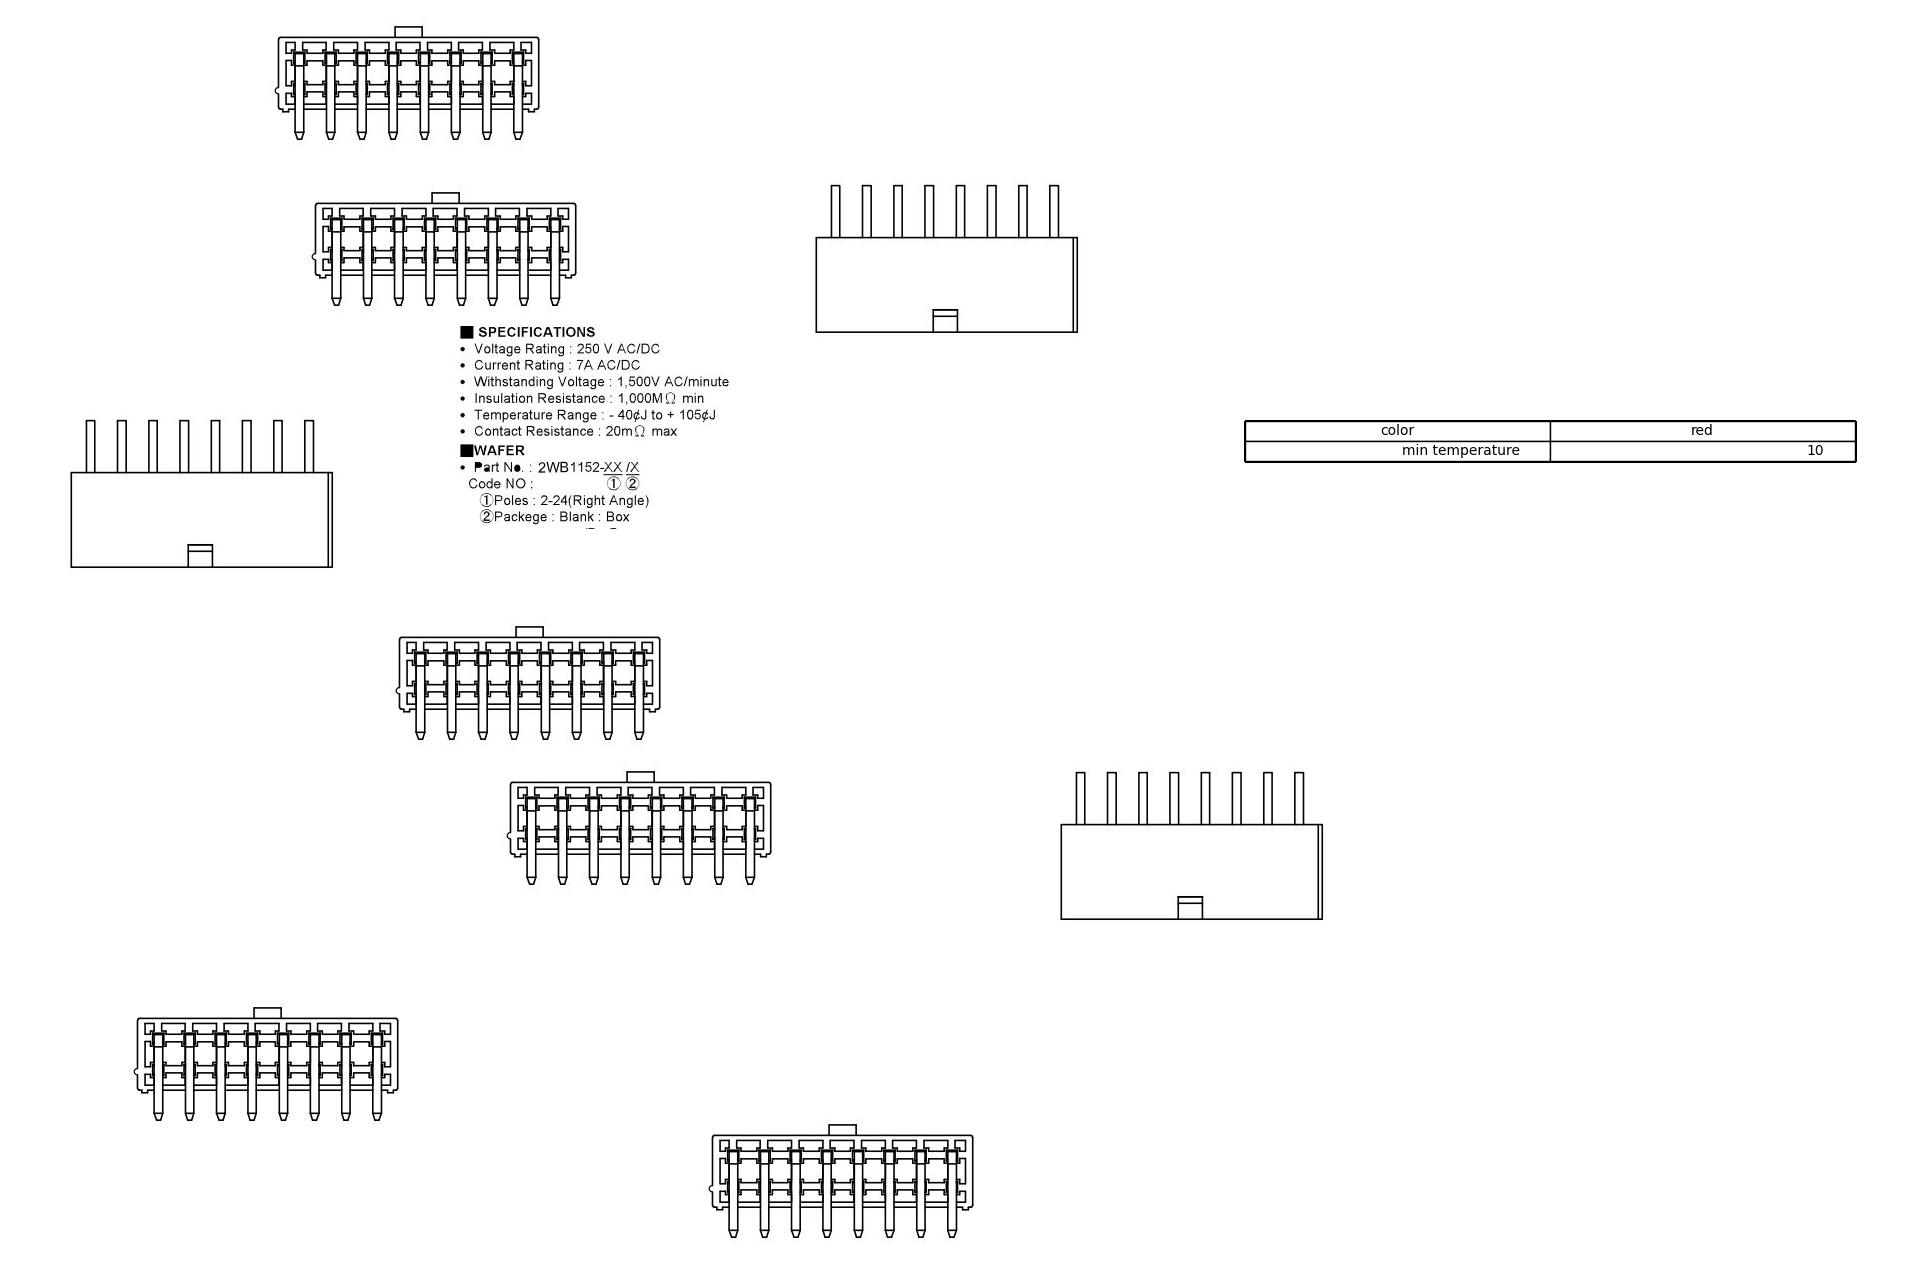 ■ SPECIFICATIONS
• Voltage Rating : 250 V AC/DC
• Current Rating : 7A AC/DC
• Withstanding Voltage : 1,500V AC/minute
• Insulation Resistance : 1,000MΩ min
• Temperature Range : - 40¢J to + 105¢J
• Contact Resistance : 20mΩ max
■WAFER
• Part No. : 2WB1152-XX /X
Code NO : ① ②
①Poles : 2-24(Right Angle)
②Packege : Blank : Box
color red
min temperature 10